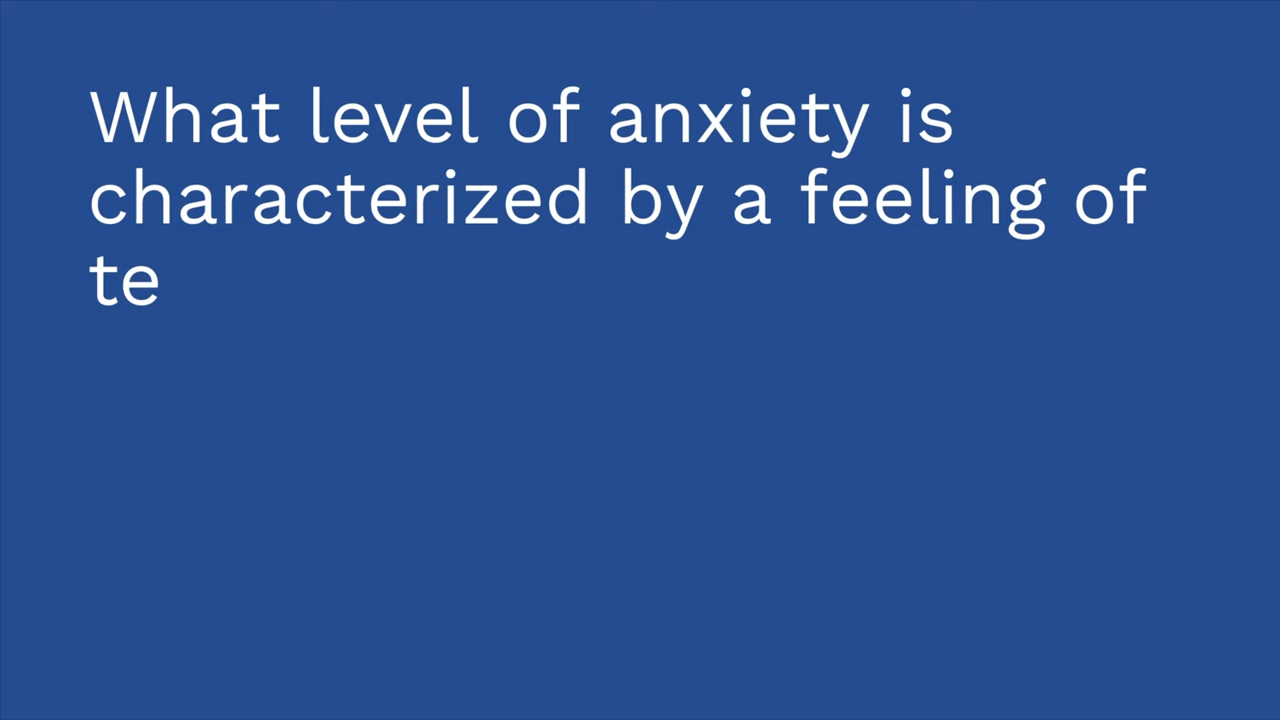 What level of anxiety is
characterized by a feeling of
te